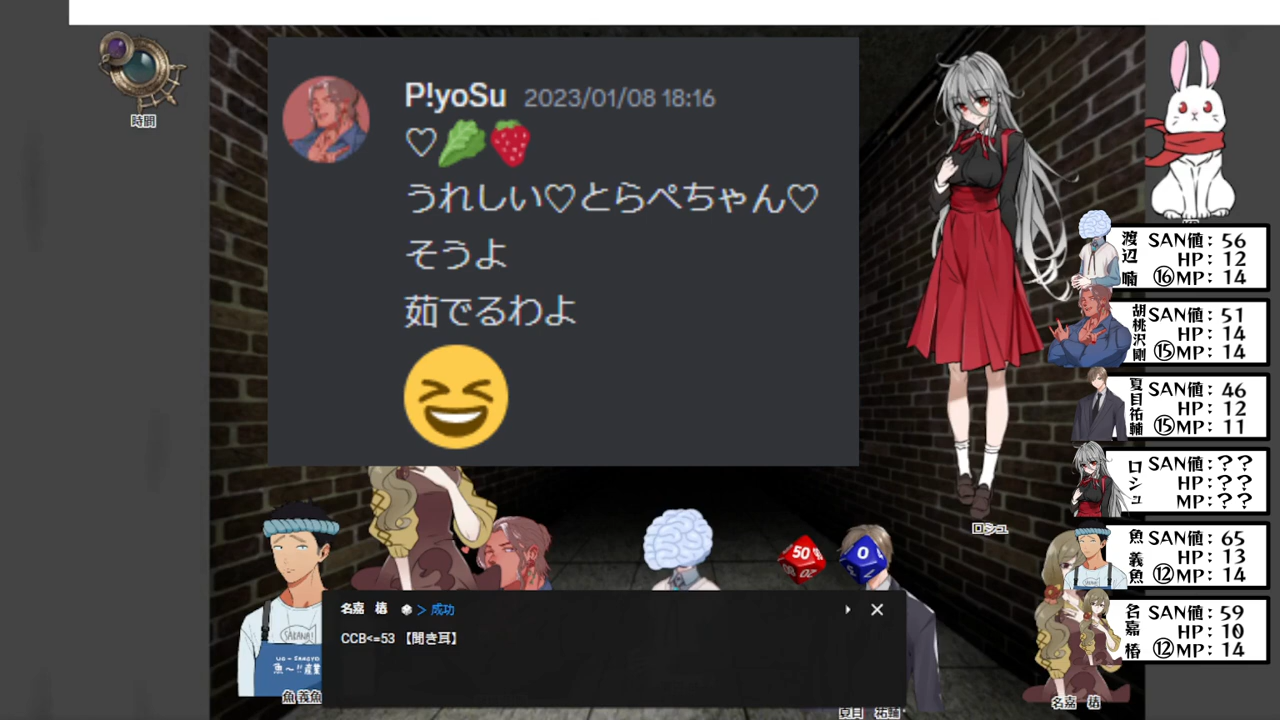 時間
P!yoSu 2023/01/08 18:16
♡🥬🍓
うれしい♡とらぺちゃん♡
そうよ
茹でるわよ
😆
ロシュ
渡辺 喃
SAN値: 56
HP: 12
⑯MP: 14
胡桃沢剛
SAN値: 51
HP: 14
⑮MP: 14
夏目祐輔
SAN値: 46
HP: 12
⑮MP: 11
ロシュ
SAN値:??
HP:??
MP:??
魚 義魚
SAN値: 65
HP: 13
⑫MP: 14
名嘉 椿
SAN値: 59
HP: 10
⑫MP: 14
50
0
名嘉 椿 > 成功
CCB<=53 【聞き耳】
SAKANA!
魚 義魚
夏目 祐輔
名嘉 椿